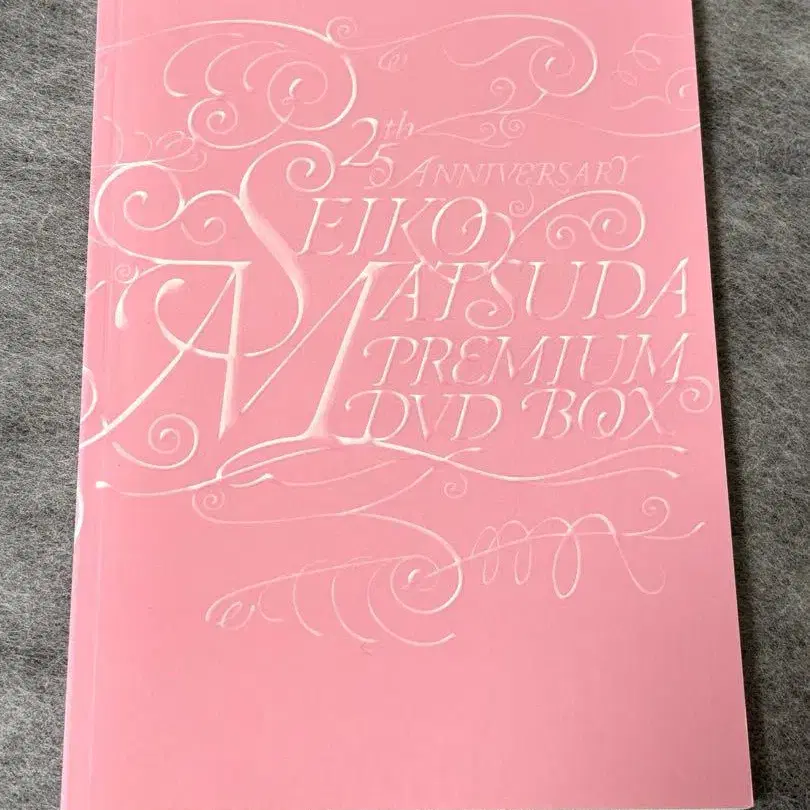 25th ANNIVERSARY
SEIKO
MATSUDA
PREMIUM
DVD BOX